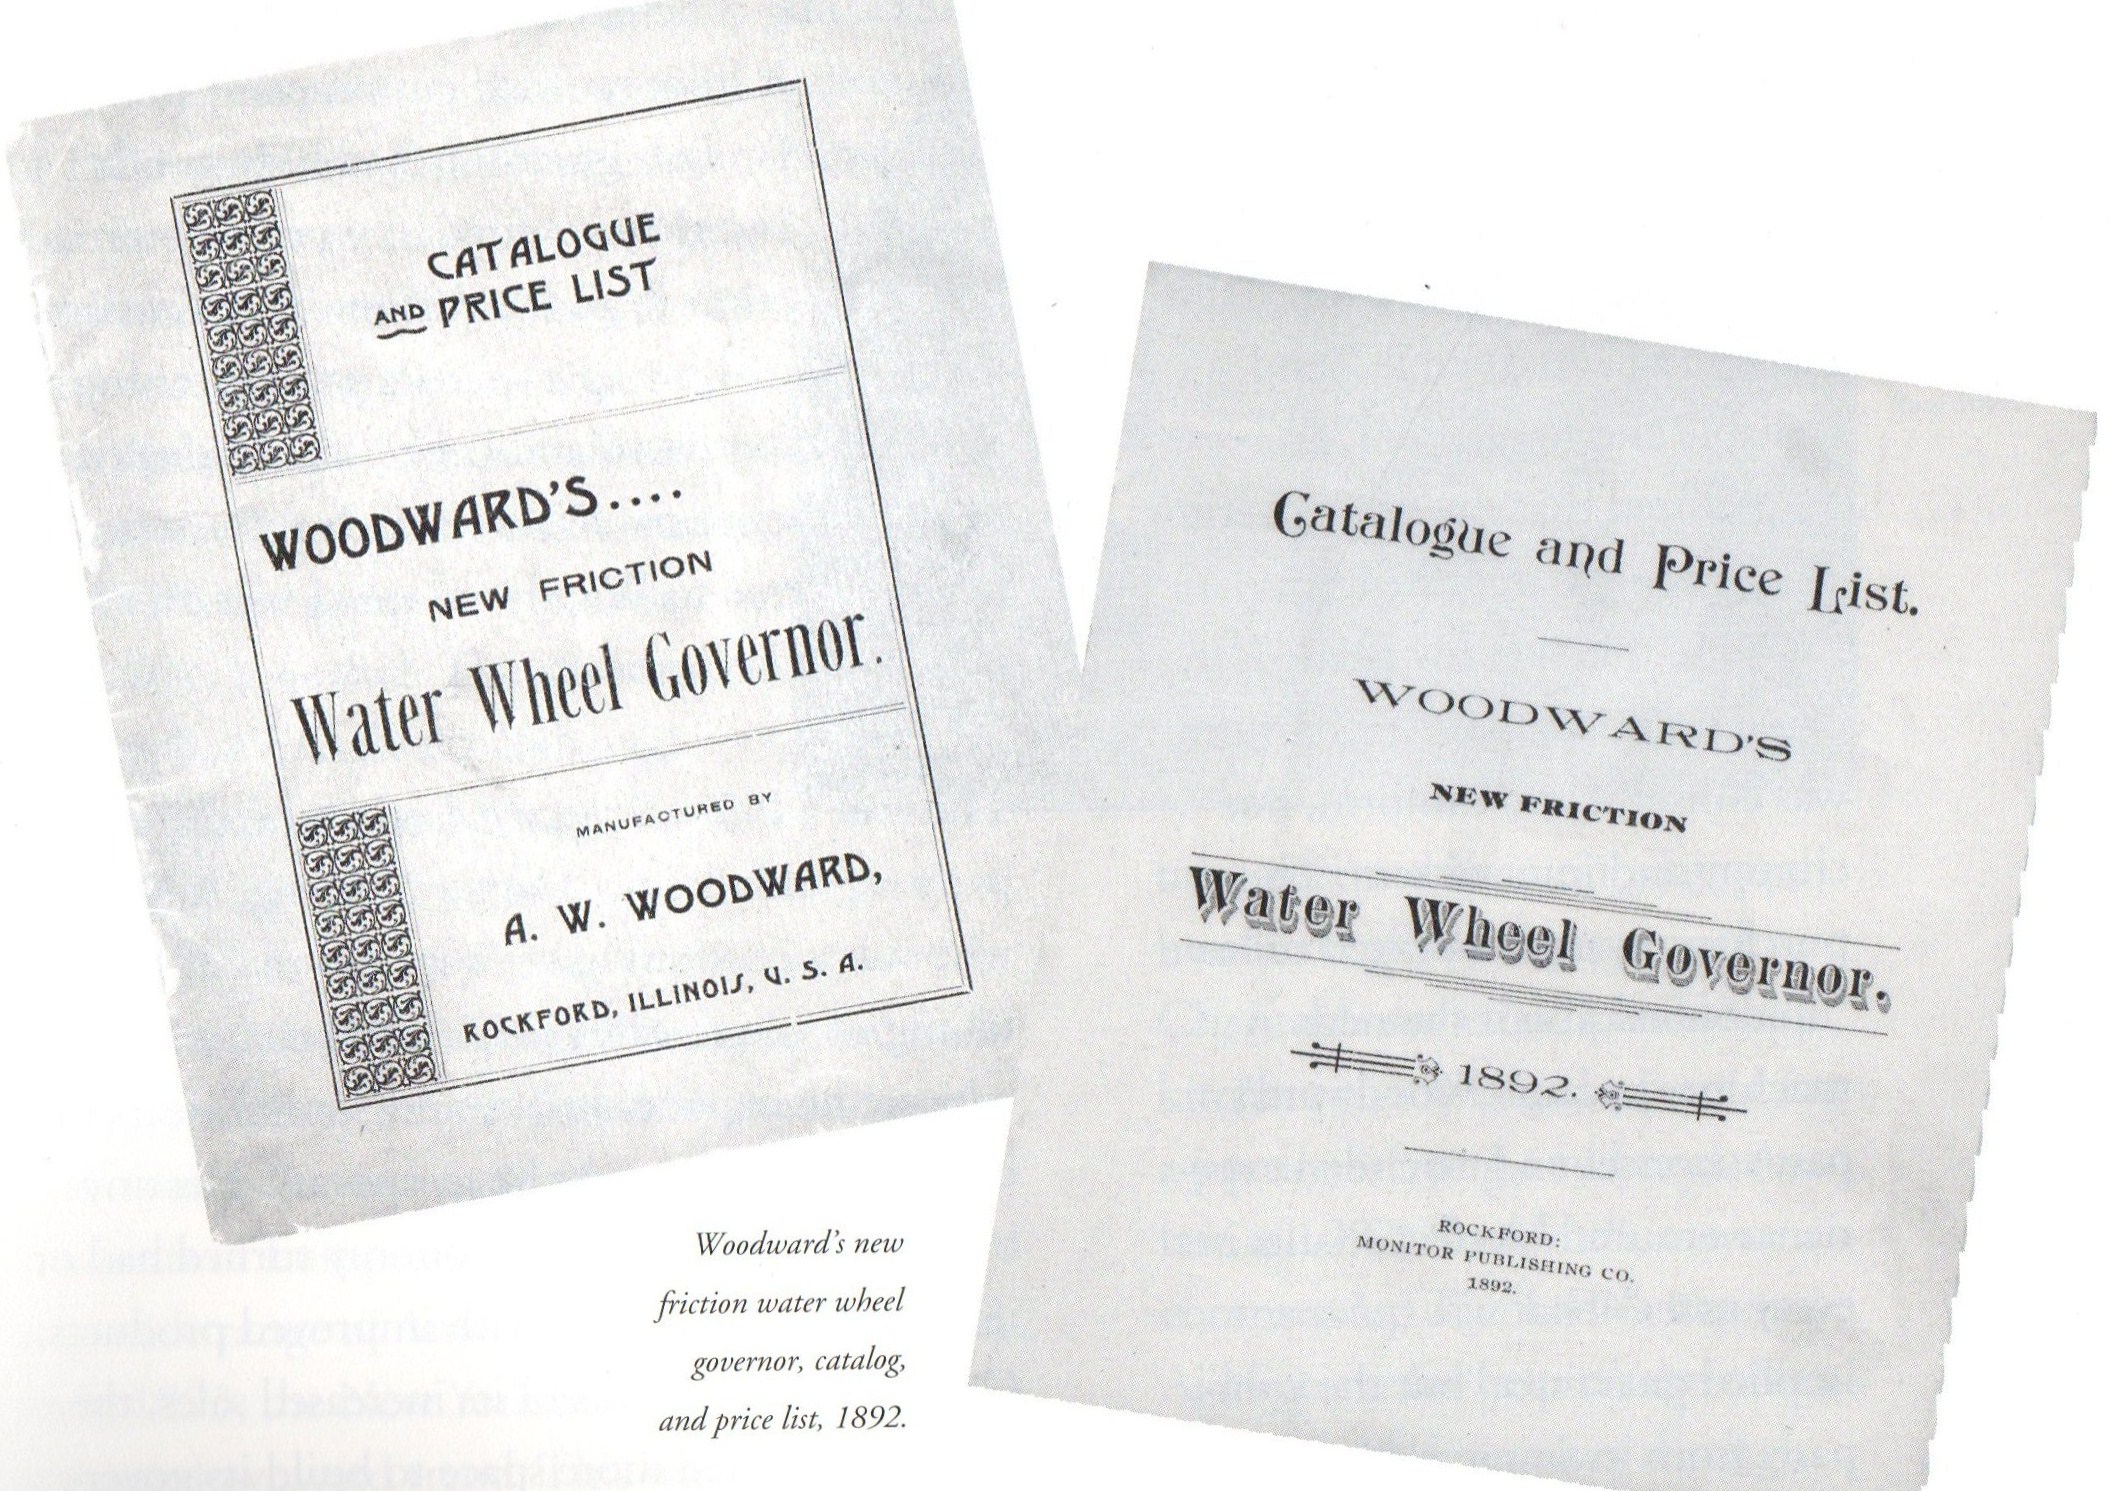 CATALOGUE
AND PRICE LIST
WOODWARD'S....
NEW FRICTION
Water Wheel Governor.
MANUFACTURED BY
A. W. WOODWARD,
ROCKFORD, ILLINOIS, U. S. A.
Catalogue and Price List.
WOODWARD'S
NEW FRICTION
Water Wheel Governor.
1892.
ROCKFORD:
MONITOR PUBLISHING CO.
1892.
Woodward's new
friction water wheel
governor, catalog,
and price list, 1892.